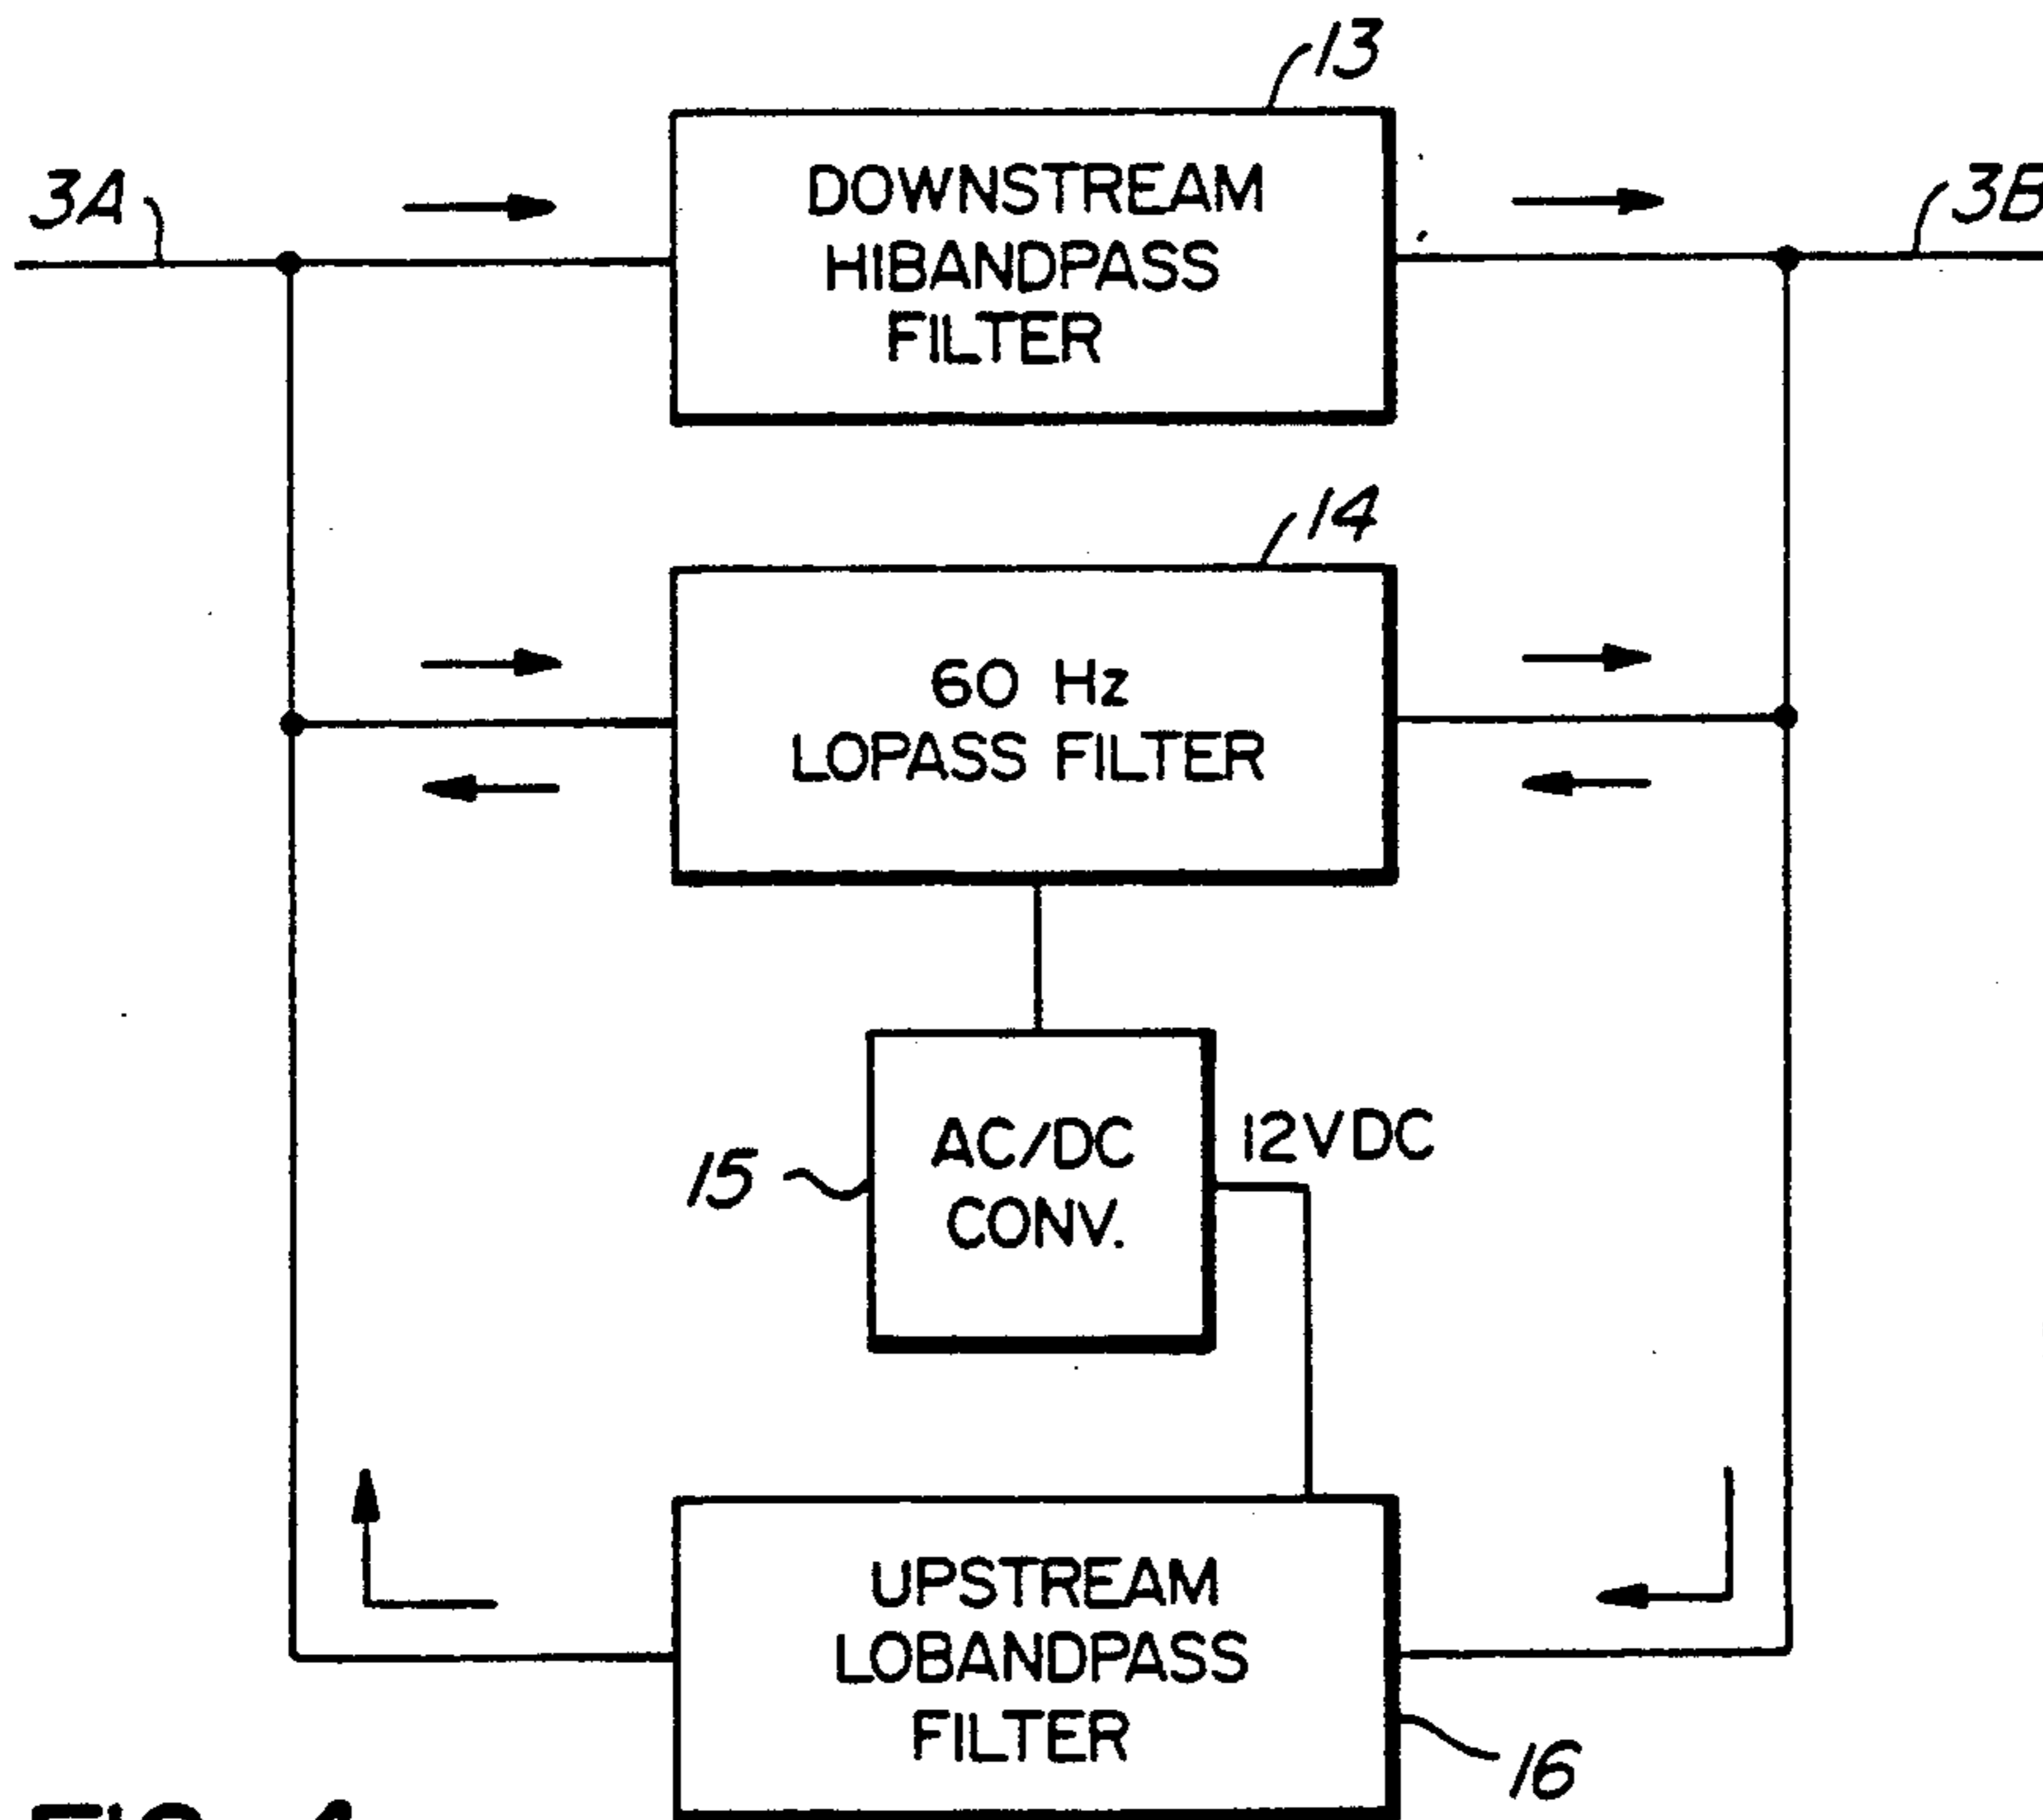 13
3A
3B
DOWNSTREAM
HIBANDPASS
FILTER
14
60 Hz
LOPASS FILTER
AC/DC
CONV.
12VDC
15
UPSTREAM
LOBANDPASS
FILTER
16